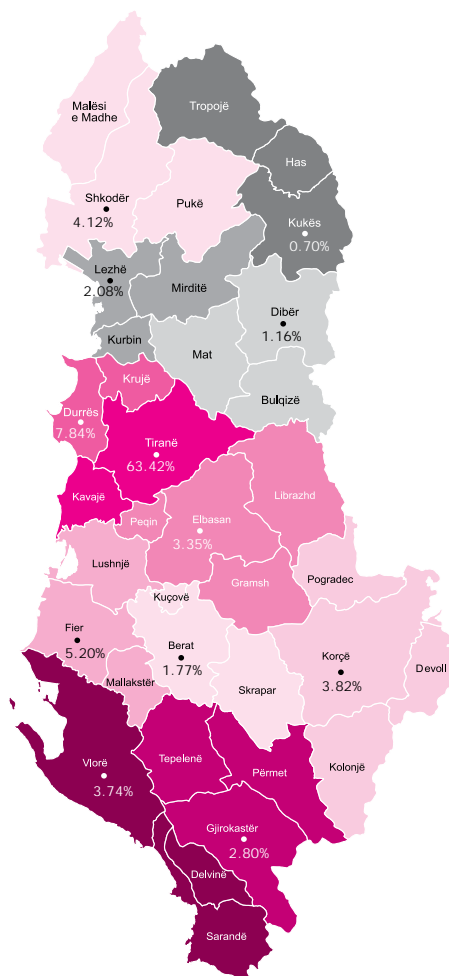 Tropojë
Malësi
e Madhe
Has
Shkodër
4.12%
Pukë
Kukës
0.70%
Lezhë
2.08%
Mirditë
Dibër
1.16%
Kurbin
Mat
Krujë
Bulqizë
Durrës
7.84%
Tiranë
63.42%
Kavajë
Librazhd
Peqin
Elbasan
3.35%
Lushnjë
Gramsh
Pogradec
Kuçovë
Fier
5.20%
Berat
1.77%
Korçë
3.82%
Devoll
Mallakstër
Skrapar
Vlorë
3.74%
Tepelenë
Përmet
Kolonjë
Gjirokastër
2.80%
Delvinë
Sarandë